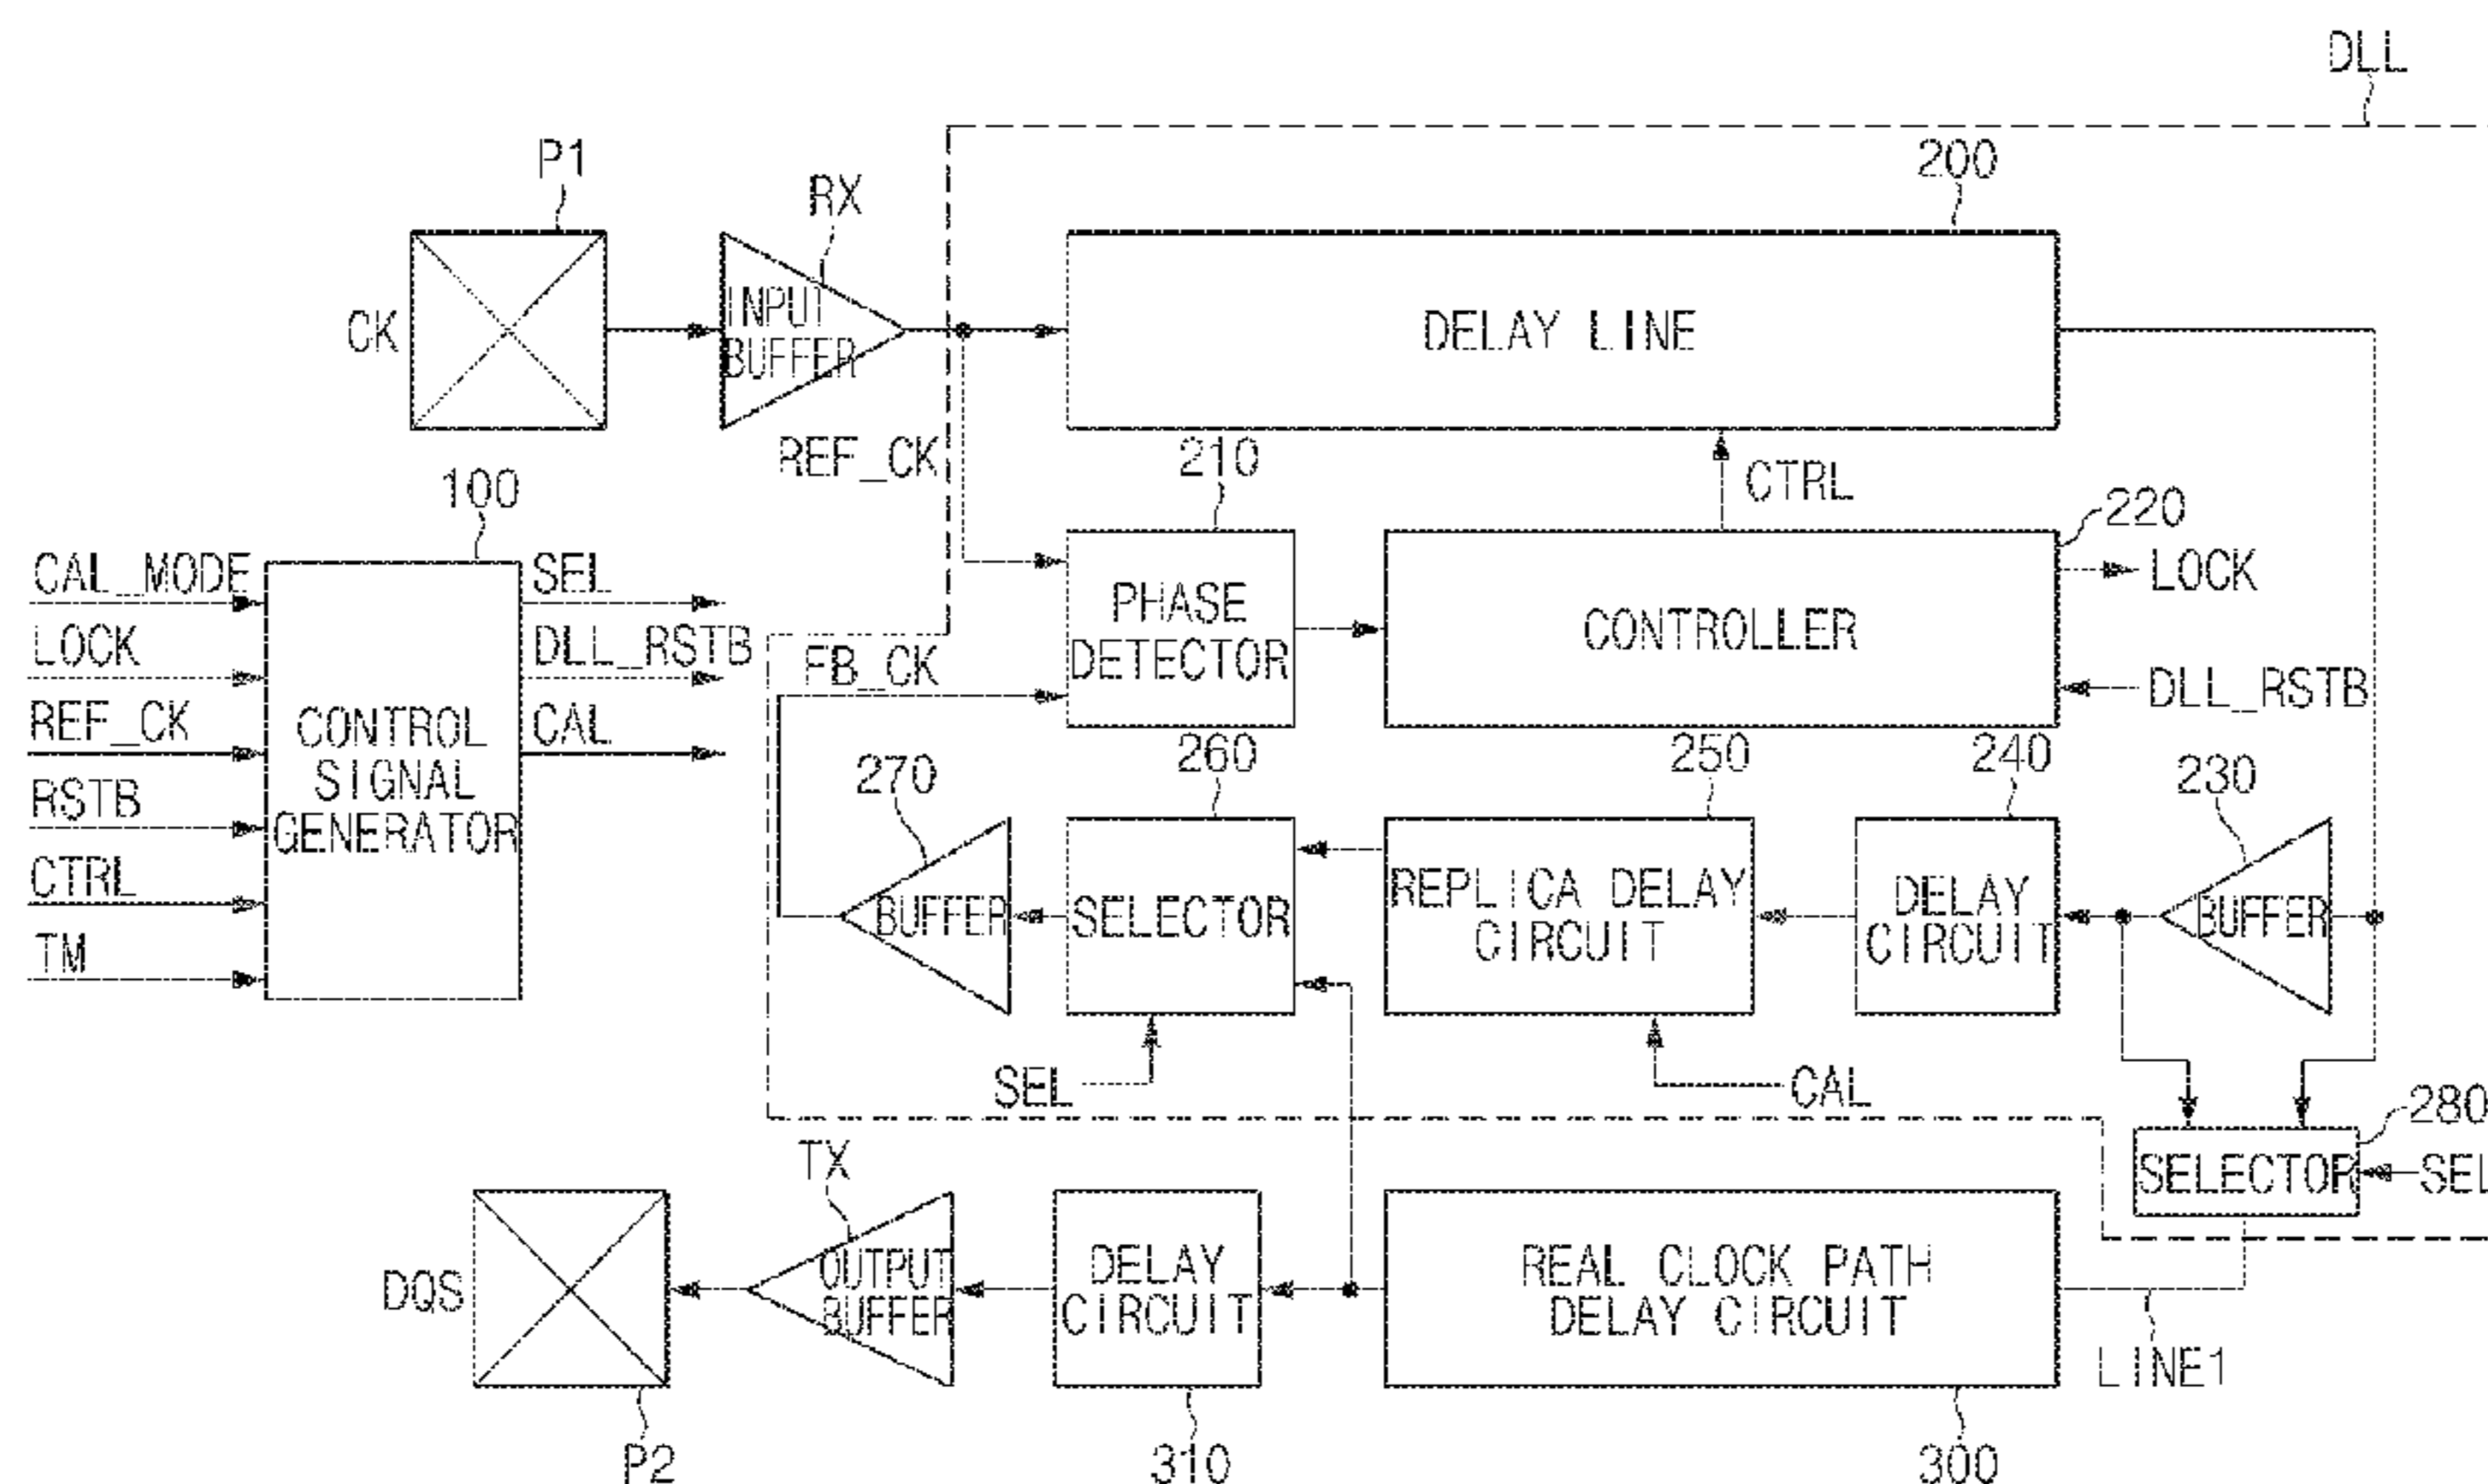 DLL
P1
RX
200
CK
INPUT
BUFFER
DELAY LINE
REF_CK
210
CTRL
100
220
CAL_MODE
SEL
LOCK
PHASE
DETECTOR
CONTROLLER
LOCK
DLL_RSTB
FB_CK
DLL_RSTB
REF_CK
CONTROL
SIGNAL
GENERATOR
CAL
260
250
240
230
270
RSTB
CTRL
BUFFER
SELECTOR
REPLICA DELAY
CIRCUIT
DELAY
CIRCUIT
BUFFER
TM
SEL
CAL
280
TX
SELECTOR
SEL
DQS
OUTPUT
BUFFER
DELAY
CIRCUIT
REAL CLOCK PATH
DELAY CIRCUIT
LINE1
P2
310
300